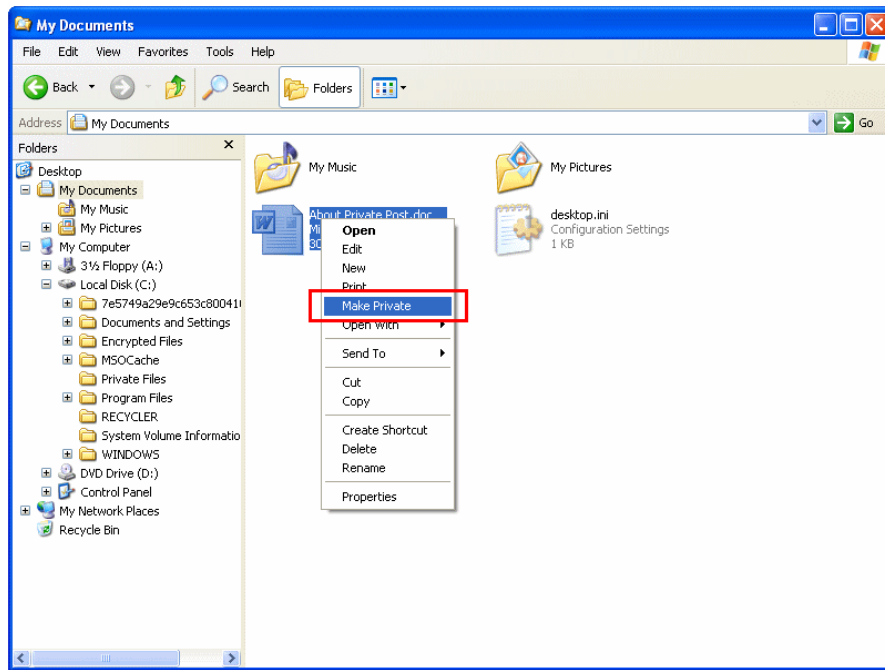 My Documents
File Edit View Favorites Tools Help
Back Search Folders
Address My Documents Go
Folders
Desktop
My Documents
My Music
My Pictures
My Computer
3½ Floppy (A:)
Local Disk (C:)
7e5749a29e9c653c80041
Documents and Settings
Encrypted Files
MSOCache
Private Files
Program Files
RECYCLER
System Volume Informatio
WINDOWS
DVD Drive (D:)
Control Panel
My Network Places
Recycle Bin
My Music
My Pictures
About Private Post.doc
Mi
30
desktop.ini
Configuration Settings
1 KB
Open
Edit
New
Print
Make Private
Open With
Send To
Cut
Copy
Create Shortcut
Delete
Rename
Properties